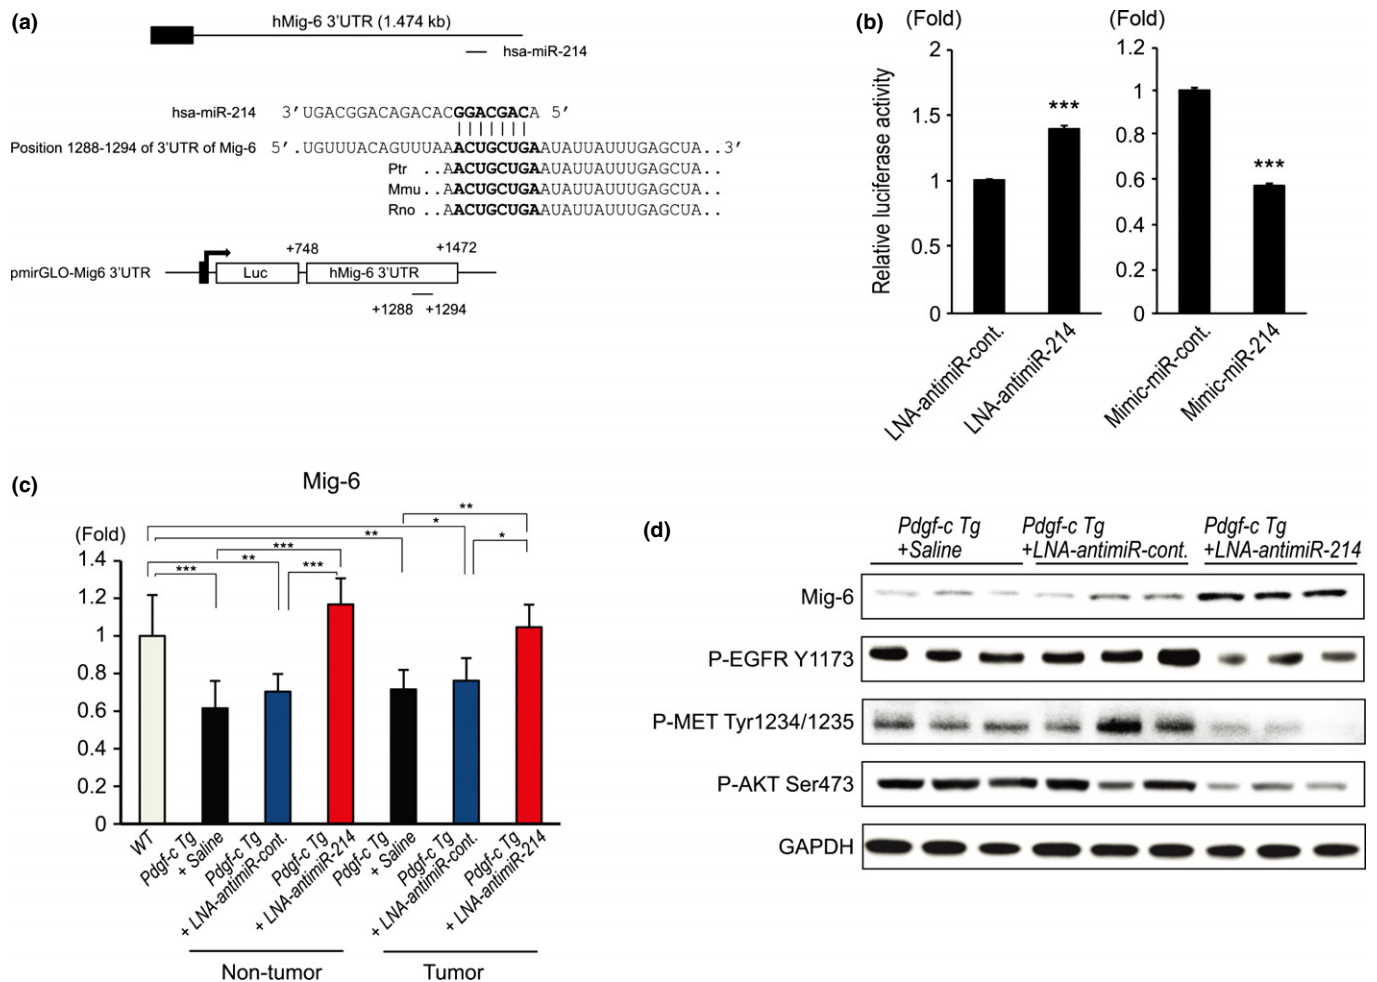 (a)
hMig-6 3’UTR (1.474 kb)
hsa-miR-214
hsa-miR-214 3’UGACGGACAGACACGGACGACA 5’
Position 1288-1294 of 3’UTR of Mig-6 5’.UGUUUACAGUUUAAACUGCUGAAUAUUAUUUGAGCUA..3’
Ptr ..AACUGCUGAAUAUUAUUUGAGCUA..
Mmu ..AACUGCUGAAUAUUAUUUGAGCUA..
Rno ..AACUGCUGAAUAUUAUUUGAGCUA..
+748 +1472
pmirGLO-Mig6 3’UTR Luc hMig-6 3’UTR
+1288 +1294
(b)
(Fold) (Fold)
Relative luciferase activity
2
1.5
1
0.5
0
***
LNA-antimiR-cont.
LNA-antimiR-214
1.2
1
0.8
0.6
0.4
0.2
0
***
Mimic-miR-cont.
Mimic-miR-214
(c)
Mig-6
(Fold)
1.4
1.2
1
0.8
0.6
0.4
0.2
0
**
*
**
*
***
**
***
***
WT
Pdgf-c Tg
+ Saline
Pdgf-c Tg
+ LNA-antimiR-cont.
Pdgf-c Tg
+ LNA-antimiR-214
Pdgf-c Tg
+ Saline
Pdgf-c Tg
+ LNA-antimiR-cont.
Pdgf-c Tg
+ LNA-antimiR-214
Non-tumor
Tumor
(d)
Pdgf-c Tg
+Saline
Pdgf-c Tg
+LNA-antimiR-cont.
Pdgf-c Tg
+LNA-antimiR-214
Mig-6
P-EGFR Y1173
P-MET Tyr1234/1235
P-AKT Ser473
GAPDH